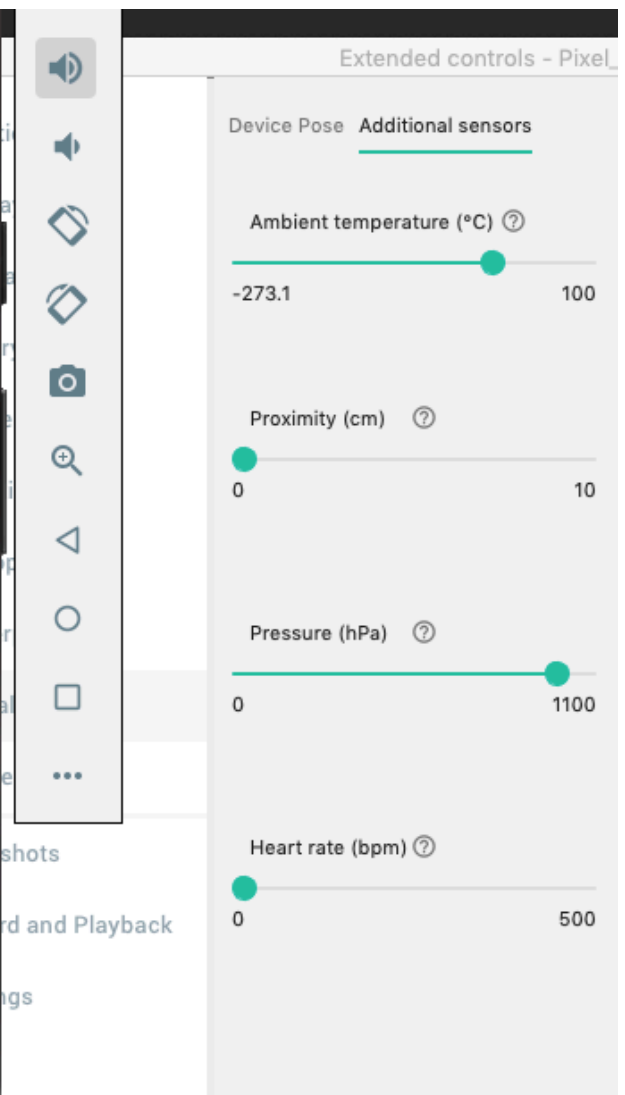 Extended controls - Pixel_
Device Pose Additional sensors
Ambient temperature (°C)
-273.1 100
Proximity (cm)
0 10
Pressure (hPa)
0 1100
Heart rate (bpm)
0 500
shots
rd and Playback
ngs